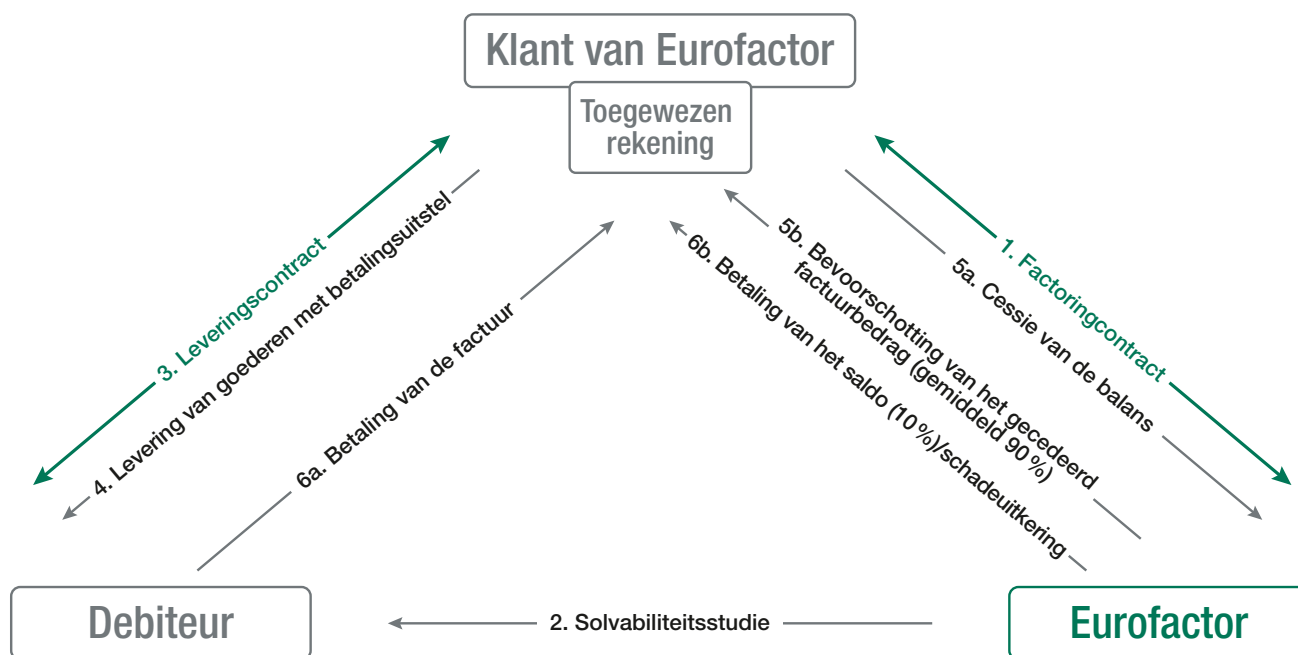 Klant van Eurofactor
Toegewezen
rekening
3. Leveringscontract
4. Levering van goederen met betalingsuitstel
6a. Betaling van de factuur
6b. Betaling van het saldo (10%)/schadeuitkering
5b. Bevoorschotting van het gecedeerd
factuurbedrag (gemiddeld 90%)
5a. Cessie van de balans
1. Factoringcontract
Debiteur
2. Solvabiliteitsstudie
Eurofactor